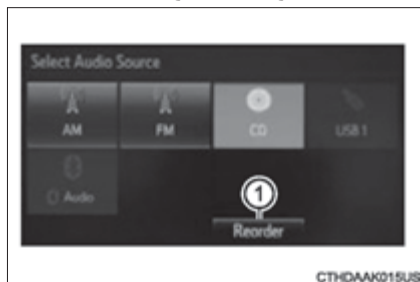 Select Audio Source
AM FM CD USB 1
Audio
1
Reorder
CTHDAAK015US